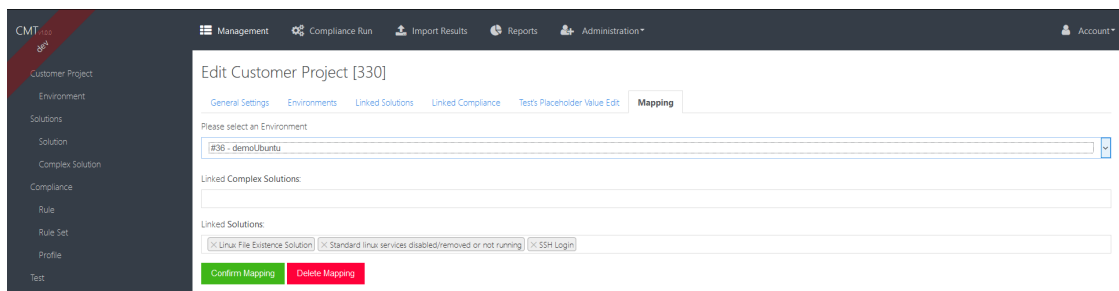 CMT
dev
Management Compliance Run Import Results Reports Administration Account
Customer Project
Environment
Solutions
Solution
Complex Solution
Compliance
Rule
Rule Set
Profile
Test
Edit Customer Project [330]
General Settings Environments Linked Solutions Linked Compliance Test's Placeholder Value Edit Mapping
Please select an Environment
#36 - demoUbuntu
Linked Complex Solutions:
Linked Solutions:
×Linux File Existence Solution ×Standard linux services disabled/removed or not running ×SSH Login
Confirm Mapping Delete Mapping